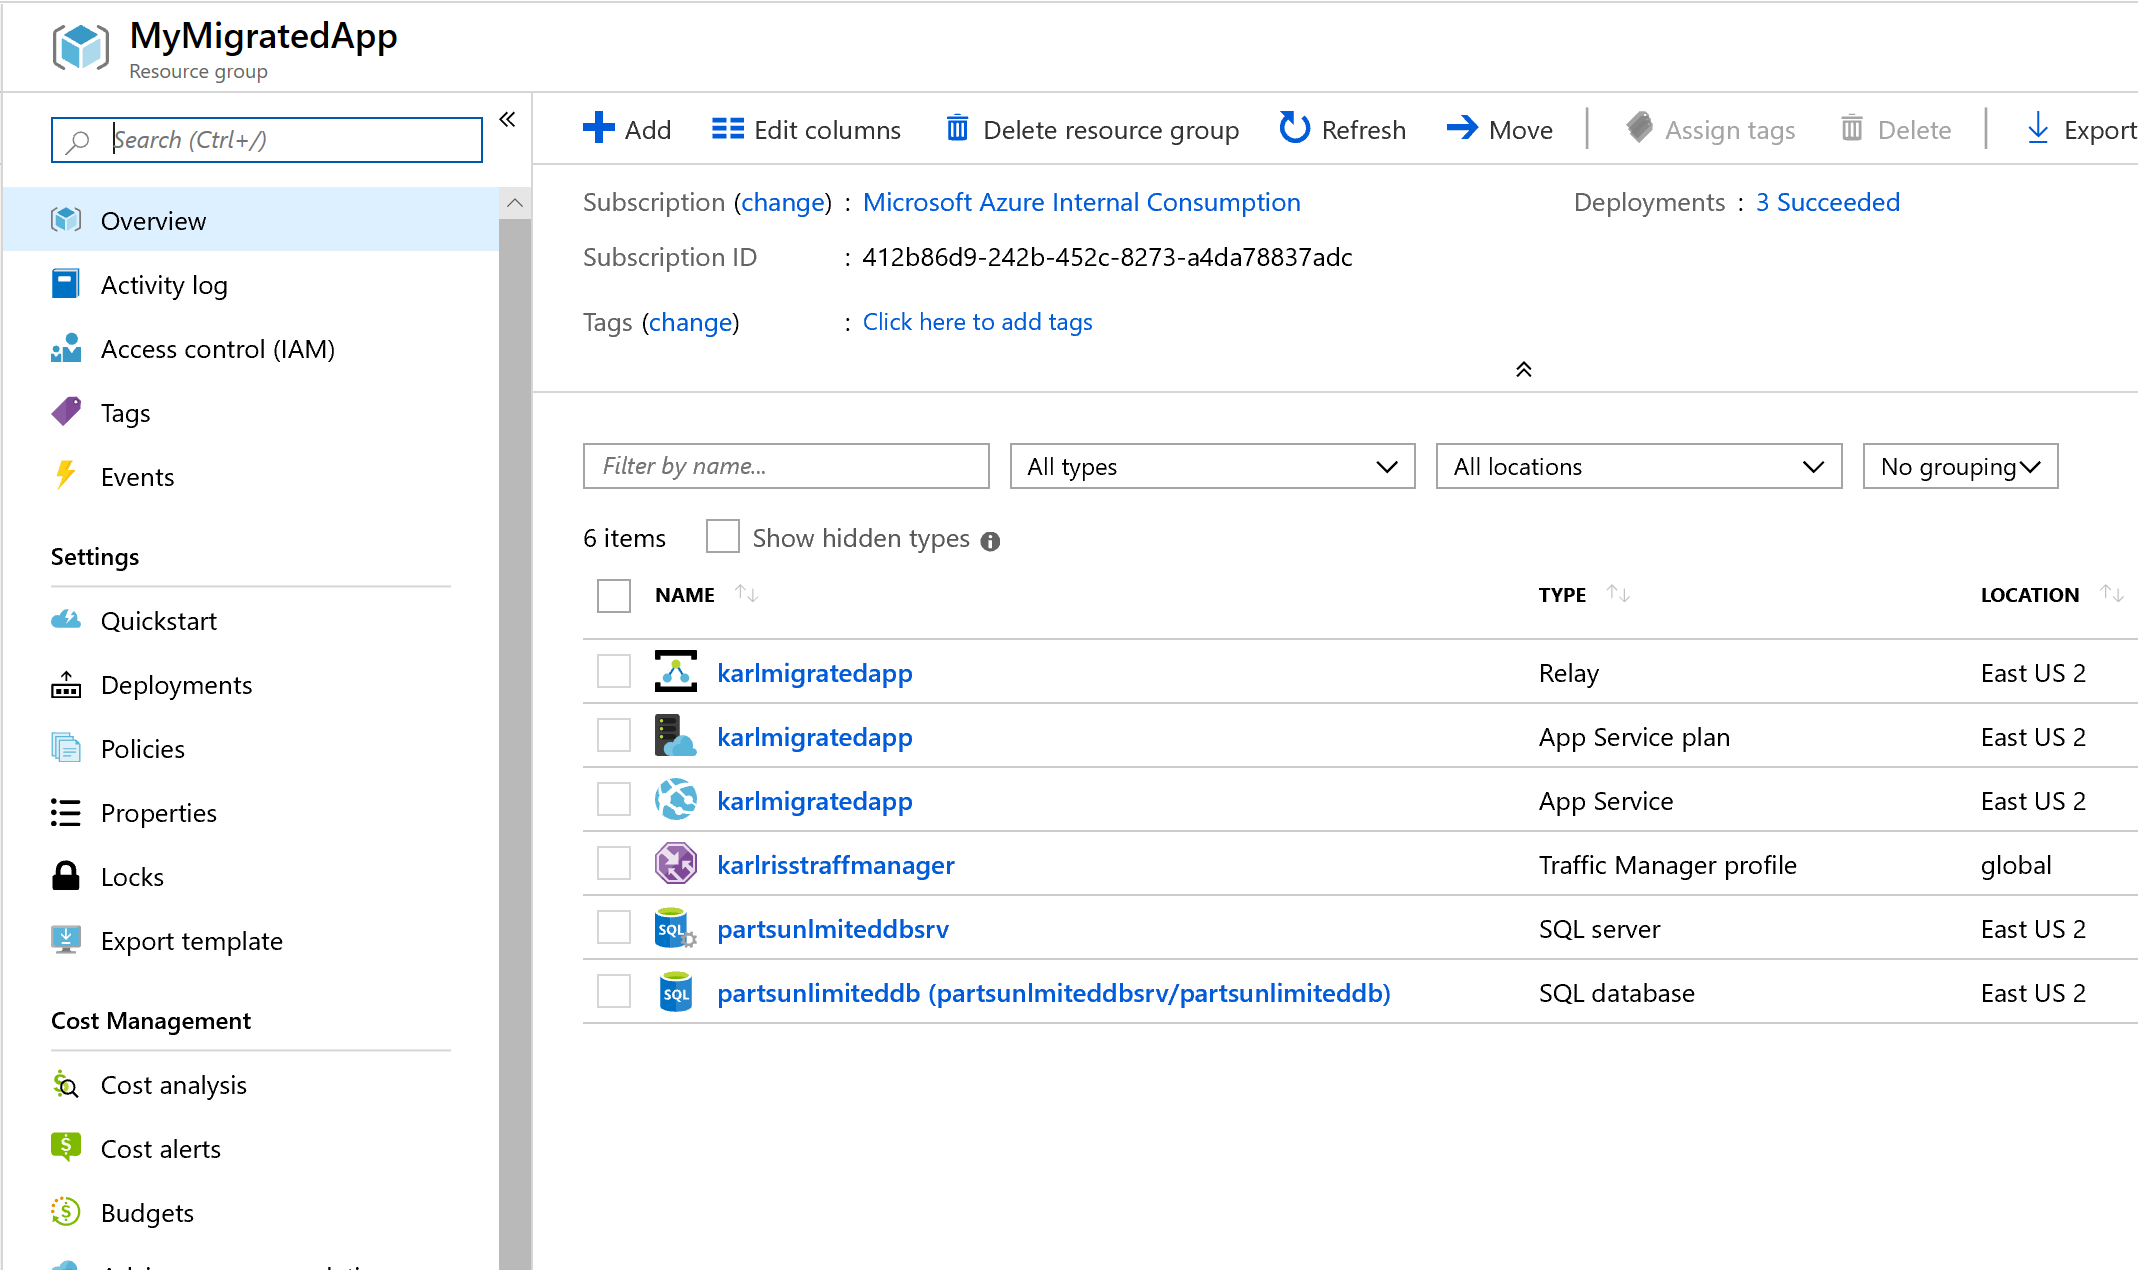 MyMigratedApp
Resource group
Search (Ctrl+/)
Overview
Activity log
Access control (IAM)
Tags
Events
Settings
Quickstart
Deployments
Policies
Properties
Locks
Export template
Cost Management
Cost analysis
Cost alerts
Budgets
Add Edit columns Delete resource group Refresh Move Assign tags Delete Export
Subscription (change) : Microsoft Azure Internal Consumption Deployments : 3 Succeeded
Subscription ID : 412b86d9-242b-452c-8273-a4da78837adc
Tags (change) : Click here to add tags
Filter by name... All types All locations No grouping
6 items Show hidden types
NAME TYPE LOCATION
karlmigratedapp Relay East US 2
karlmigratedapp App Service plan East US 2
karlmigratedapp App Service East US 2
karlrisstraffmanager Traffic Manager profile global
SQL partsunlmiteddbsrv SQL server East US 2
SQL partsunlimiteddb (partsunlmiteddbsrv/partsunlimiteddb) SQL database East US 2